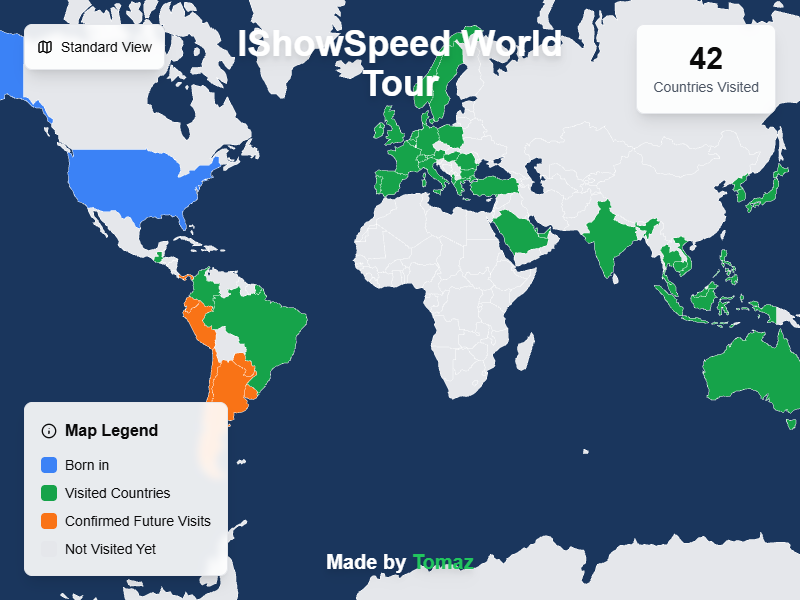 Standard View
IShowSpeed World
Tour
42
Countries Visited
Map Legend
Born in
Visited Countries
Confirmed Future Visits
Not Visited Yet
Made by Tomaz